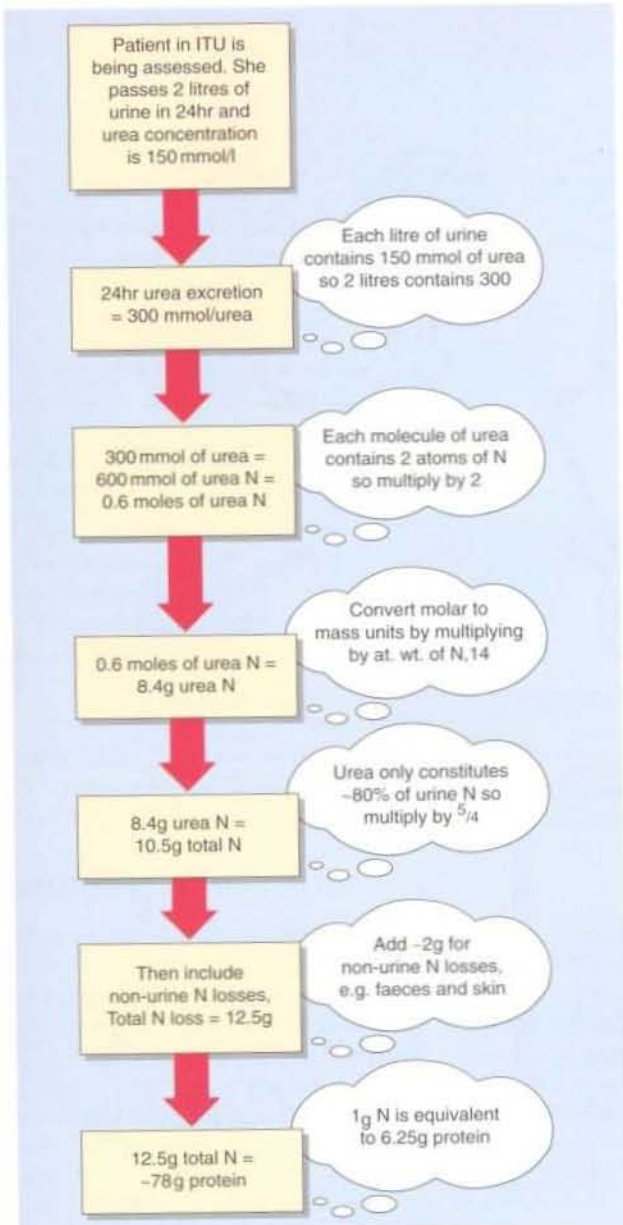 Patient in ITU is
being assessed. She
passes 2 litres of
urine in 24hr and
urea concentration
is 150 mmol/l
Each litre of urine
contains 150 mmol of urea
so 2 litres contains 300
24hr urea excretion
= 300 mmol/urea
Each molecule of urea
contains 2 atoms of N
so multiply by 2
300 mmol of urea =
600 mmol of urea N =
0.6 moles of urea N
Convert molar to
mass units by multiplying
by at. wt. of N,14
0.6 moles of urea N =
8.4g urea N
Urea only constitutes
~80% of urine N so
multiply by 5/4
8.4g urea N =
10.5g total N
Add ~2g for
non-urine N losses,
e.g. faeces and skin
Then include
non-urine N losses,
Total N loss = 12.5g
1g N is equivalent
to 6.25g protein
12.5g total N =
~78g protein